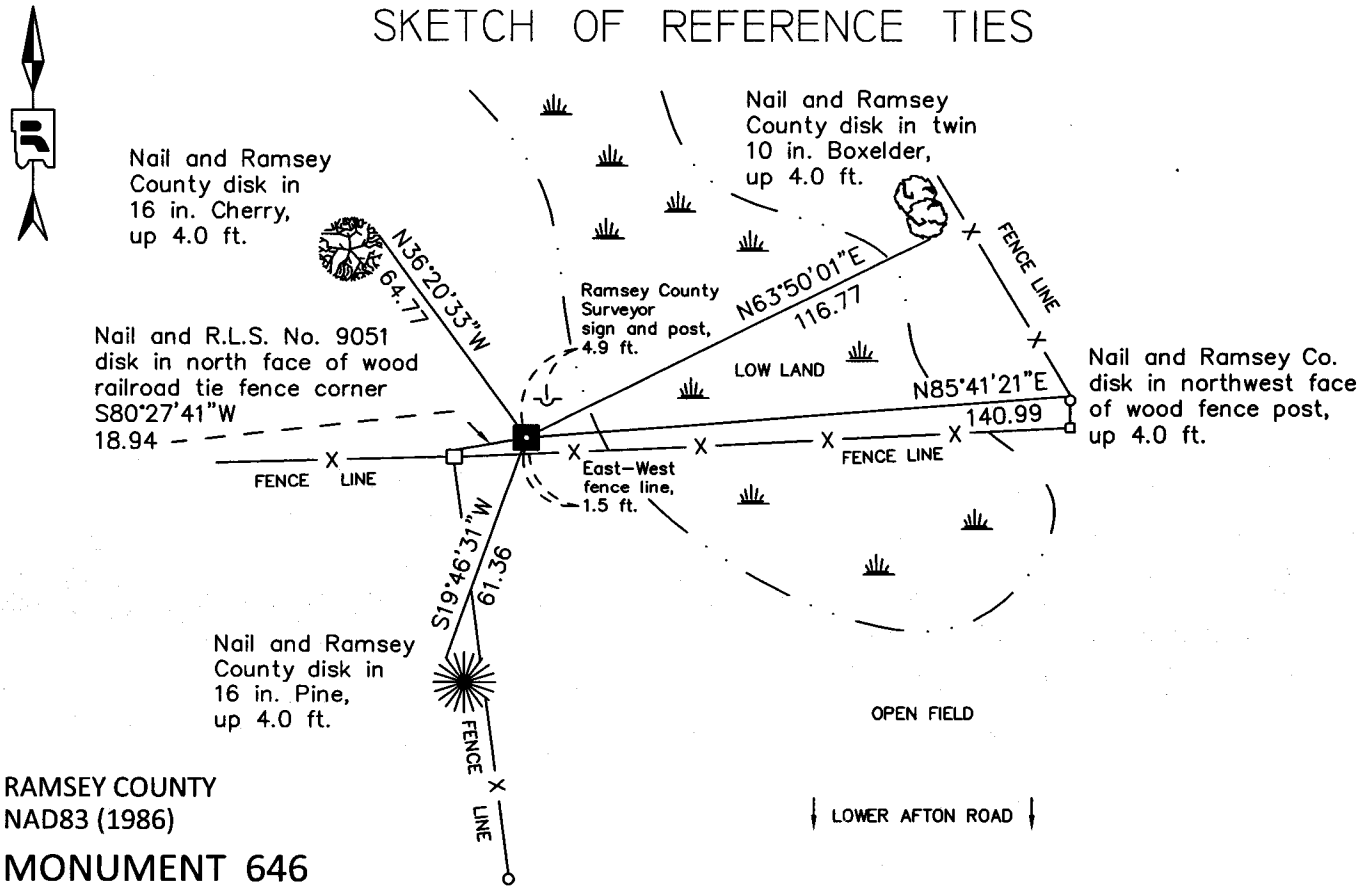 SKETCH OF REFERENCE TIES
Nail and Ramsey
County disk in twin
10 in. Boxelder,
up 4.0 ft.
Nail and Ramsey
County disk in
16 in. Cherry,
up 4.0 ft.
N36°20'33"W
64.77
N63°50'01"E
116.77
FENCE LINE
X
X
Ramsey County
Surveyor
sign and post,
4.9 ft.
Nail and R.L.S. No. 9051
disk in north face of wood
railroad tie fence corner
S80°27'41"W
18.94
LOW LAND
N85°41'21"E
140.99
Nail and Ramsey Co.
disk in northwest face
of wood fence post,
up 4.0 ft.
X
X
X
X
X
FENCE LINE
FENCE LINE
East-West
fence line,
1.5 ft.
S19°46'31"W
61.36
Nail and Ramsey
County disk in
16 in. Pine,
up 4.0 ft.
FENCE LINE
X
OPEN FIELD
LOWER AFTON ROAD
RAMSEY COUNTY
NAD83 (1986)
MONUMENT 646